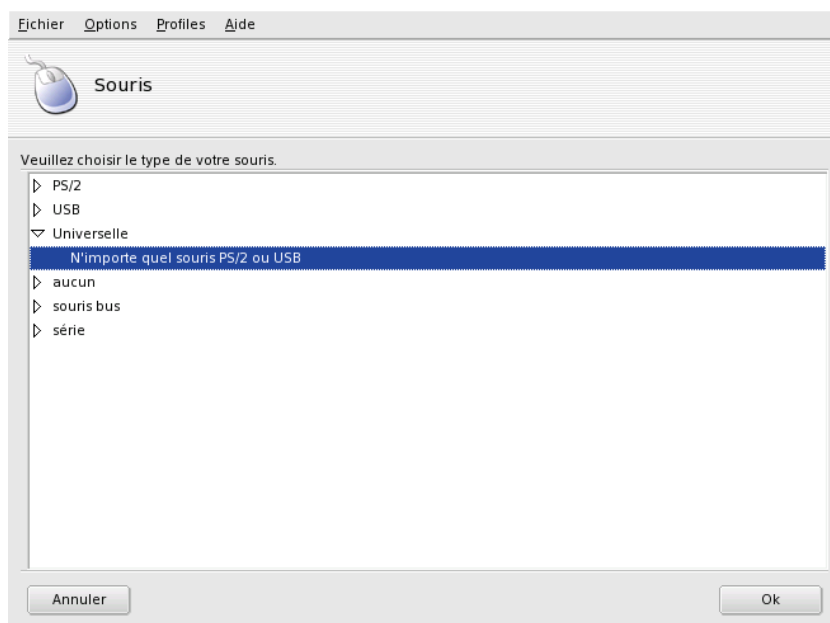 Fichier Options Profiles Aide
Souris
Veuillez choisir le type de votre souris.
PS/2
USB
Universelle
N'importe quel souris PS/2 ou USB
aucun
souris bus
série
Annuler Ok